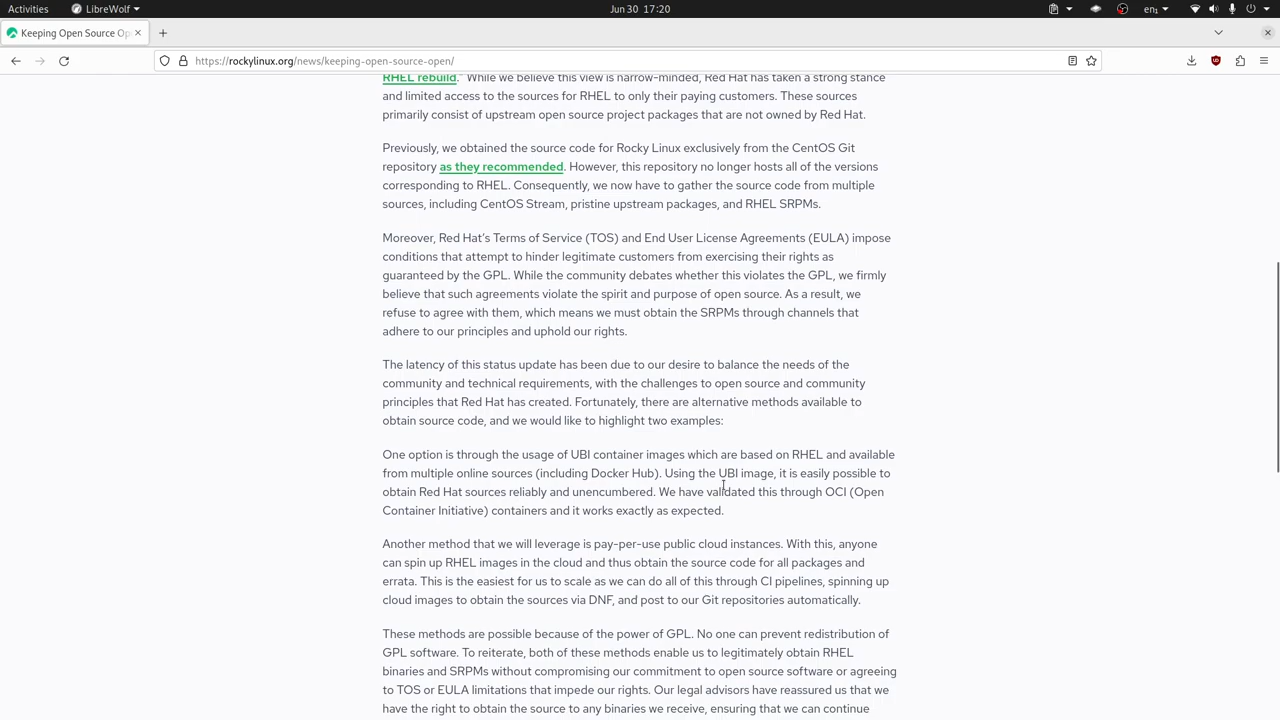 Activities
LibreWolf
Jun 30 17:20
en₁
Keeping Open Source Op
https://rockylinux.org/news/keeping-open-source-open/
RHEL rebuild.” While we believe this view is narrow-minded, Red Hat has taken a strong stance
and limited access to the sources for RHEL to only their paying customers. These sources
primarily consist of upstream open source project packages that are not owned by Red Hat.
Previously, we obtained the source code for Rocky Linux exclusively from the CentOS Git
repository as they recommended. However, this repository no longer hosts all of the versions
corresponding to RHEL. Consequently, we now have to gather the source code from multiple
sources, including CentOS Stream, pristine upstream packages, and RHEL SRPMs.
Moreover, Red Hat’s Terms of Service (TOS) and End User License Agreements (EULA) impose
conditions that attempt to hinder legitimate customers from exercising their rights as
guaranteed by the GPL. While the community debates whether this violates the GPL, we firmly
believe that such agreements violate the spirit and purpose of open source. As a result, we
refuse to agree with them, which means we must obtain the SRPMs through channels that
adhere to our principles and uphold our rights.
The latency of this status update has been due to our desire to balance the needs of the
community and technical requirements, with the challenges to open source and community
principles that Red Hat has created. Fortunately, there are alternative methods available to
obtain source code, and we would like to highlight two examples:
One option is through the usage of UBI container images which are based on RHEL and available
from multiple online sources (including Docker Hub). Using the UBI image, it is easily possible to
obtain Red Hat sources reliably and unencumbered. We have validated this through OCI (Open
Container Initiative) containers and it works exactly as expected.
Another method that we will leverage is pay-per-use public cloud instances. With this, anyone
can spin up RHEL images in the cloud and thus obtain the source code for all packages and
errata. This is the easiest for us to scale as we can do all of this through CI pipelines, spinning up
cloud images to obtain the sources via DNF, and post to our Git repositories automatically.
These methods are possible because of the power of GPL. No one can prevent redistribution of
GPL software. To reiterate, both of these methods enable us to legitimately obtain RHEL
binaries and SRPMs without compromising our commitment to open source software or agreeing
to TOS or EULA limitations that impede our rights. Our legal advisors have reassured us that we
have the right to obtain the source to any binaries we receive, ensuring that we can continue